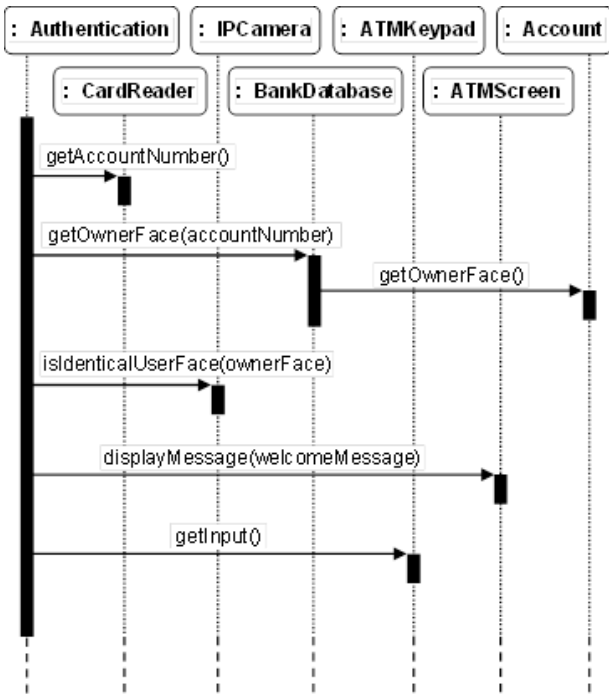 : Authentication
: IPCamera
: ATMKeypad
: Account
: CardReader
: BankDatabase
: ATMScreen
getAccountNumber()
getOwnerFace(accountNumber)
getOwnerFace()
isIdenticalUserFace(ownerFace)
displayMessage(welcomeMessage)
getInput()